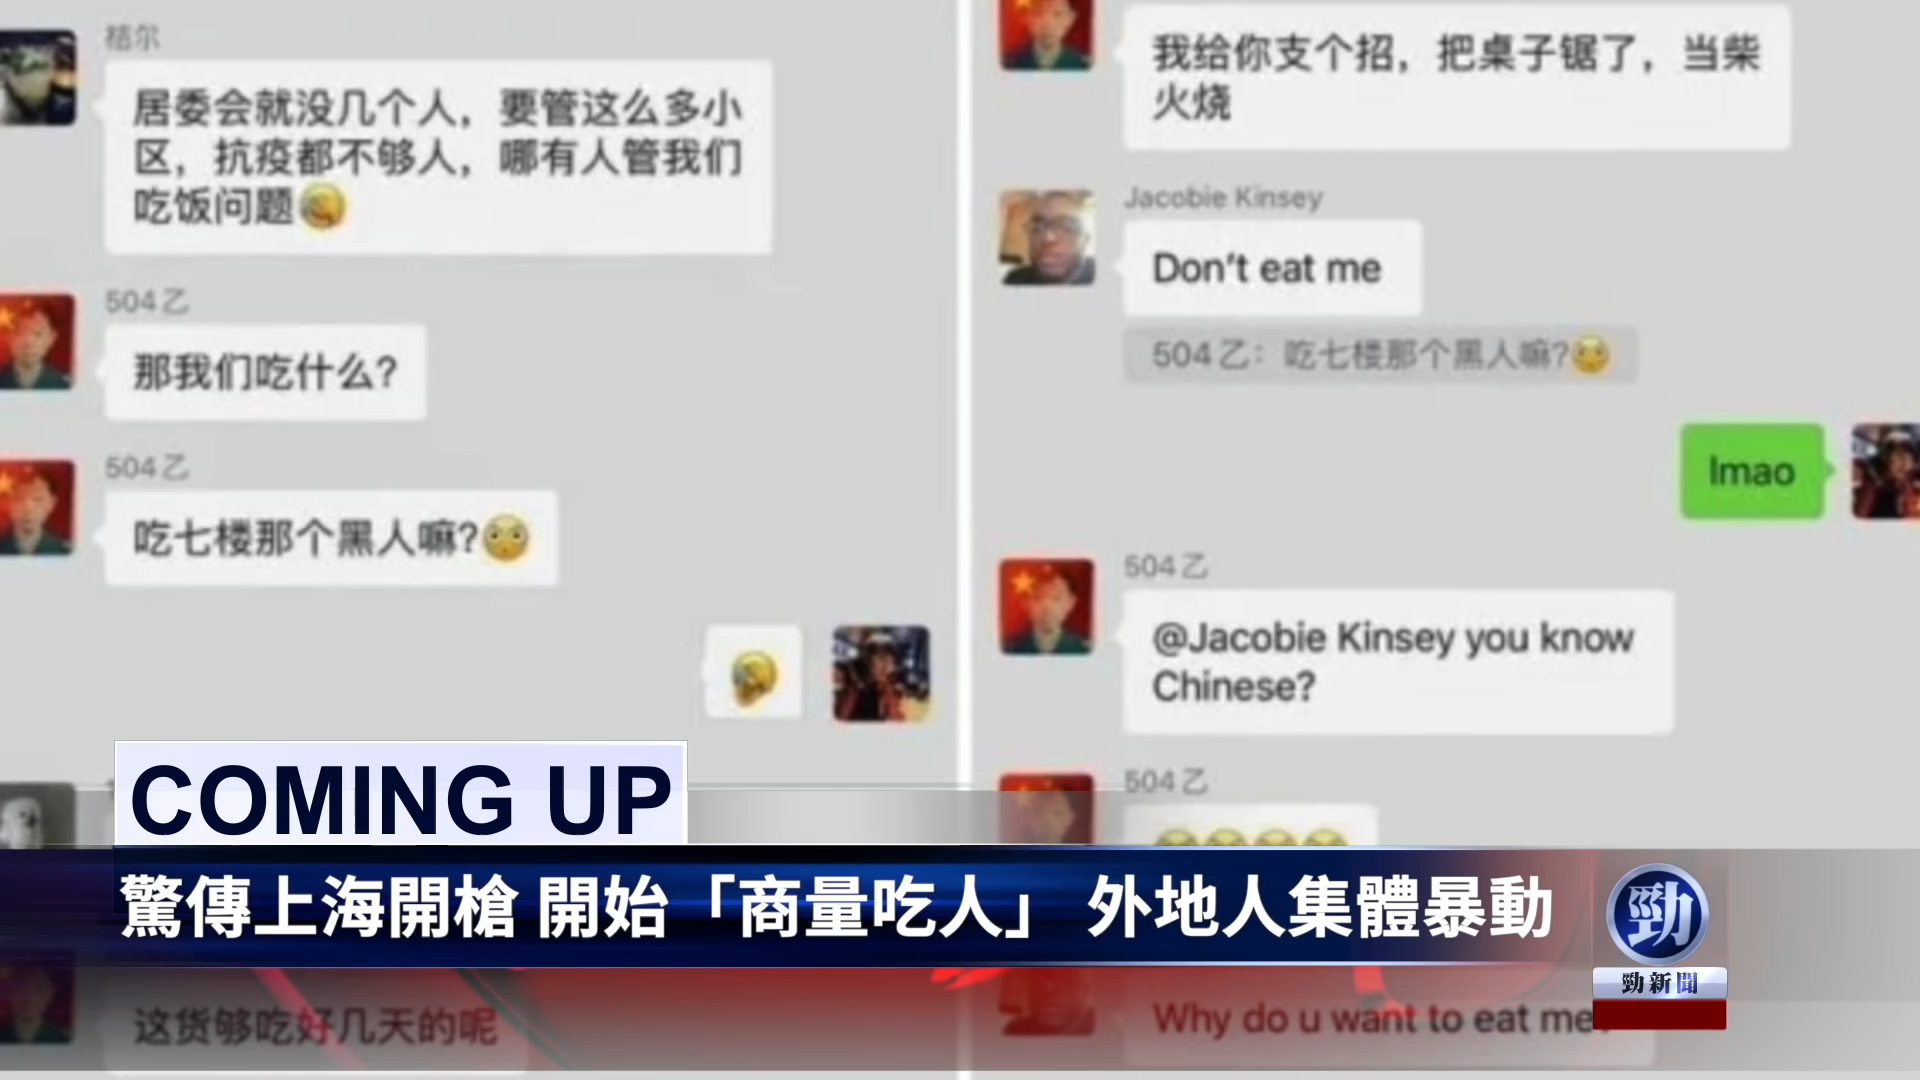 桔尔
居委会就没几个人，要管这么多小
区，抗疫都不够人，哪有人管我们
吃饭问题
504乙
那我们吃什么?
504乙
吃七楼那个黑人嘛?
这货够吃好几天的呢
我给你支个招，把桌子锯了，当柴
火烧
Jacobie Kinsey
Don't eat me
504乙：吃七楼那个黑人嘛?
lmao
504乙
@Jacobie Kinsey you know
Chinese?
504乙
Why do u want to eat me?
COMING UP
驚傳上海開槍 開始「商量吃人」 外地人集體暴動
勁
勁新聞